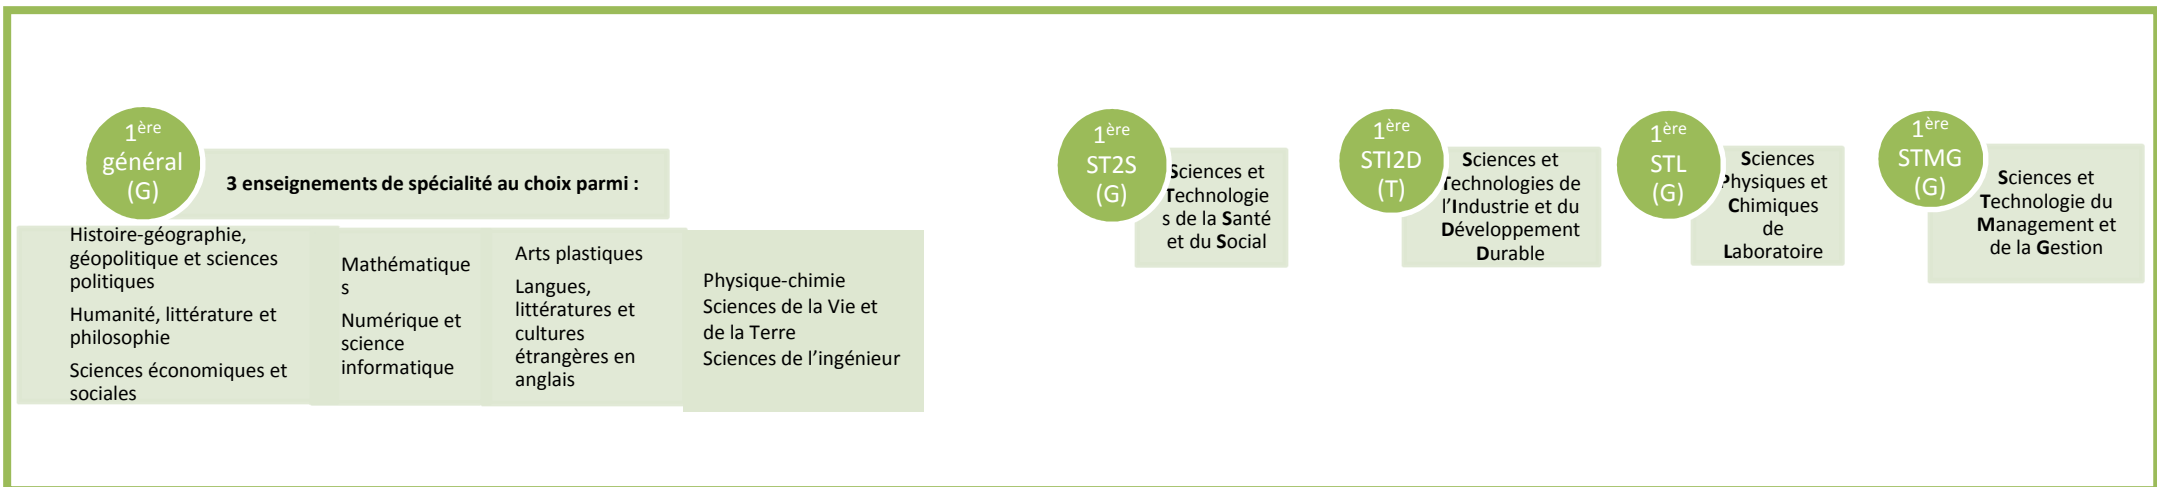 1ère
général
(G)
3 enseignements de spécialité au choix parmi :
Histoire-géographie,
géopolitique et sciences
politiques
Humanité, littérature et
philosophie
Sciences économiques et
sociales
Mathématique
s
Numérique et
science
informatique
Arts plastiques
Langues,
littératures et
cultures
étrangères en
anglais
Physique-chimie
Sciences de la Vie et
de la Terre
Sciences de l'ingénieur
1ère
ST2S
(G)
Sciences et
Technologie
s de la Santé
et du Social
1ère
STI2D
(T)
Sciences et
Technologies de
l'Industrie et du
Développement
Durable
1ère
STL
(G)
Sciences
Physiques et
Chimiques
de
Laboratoire
1ère
STMG
(G)
Sciences et
Technologie du
Management et
de la Gestion